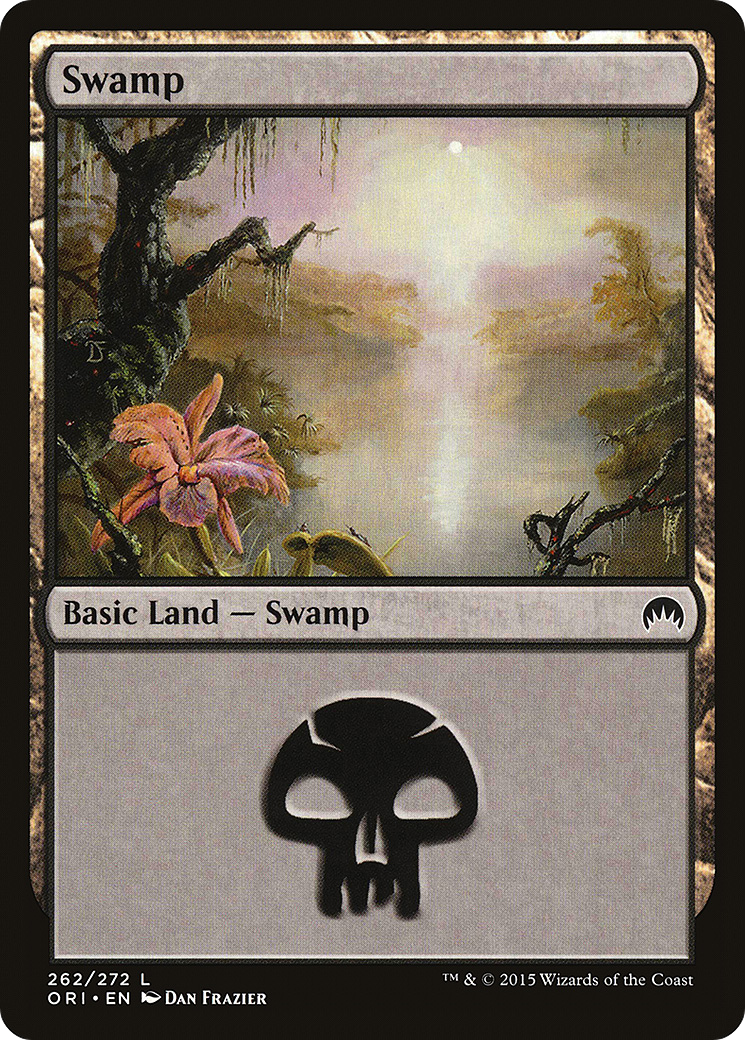 Swamp
Basic Land — Swamp
262/272 L
ORI • EN Dan Frazier
™ & © 2015 Wizards of the Coast